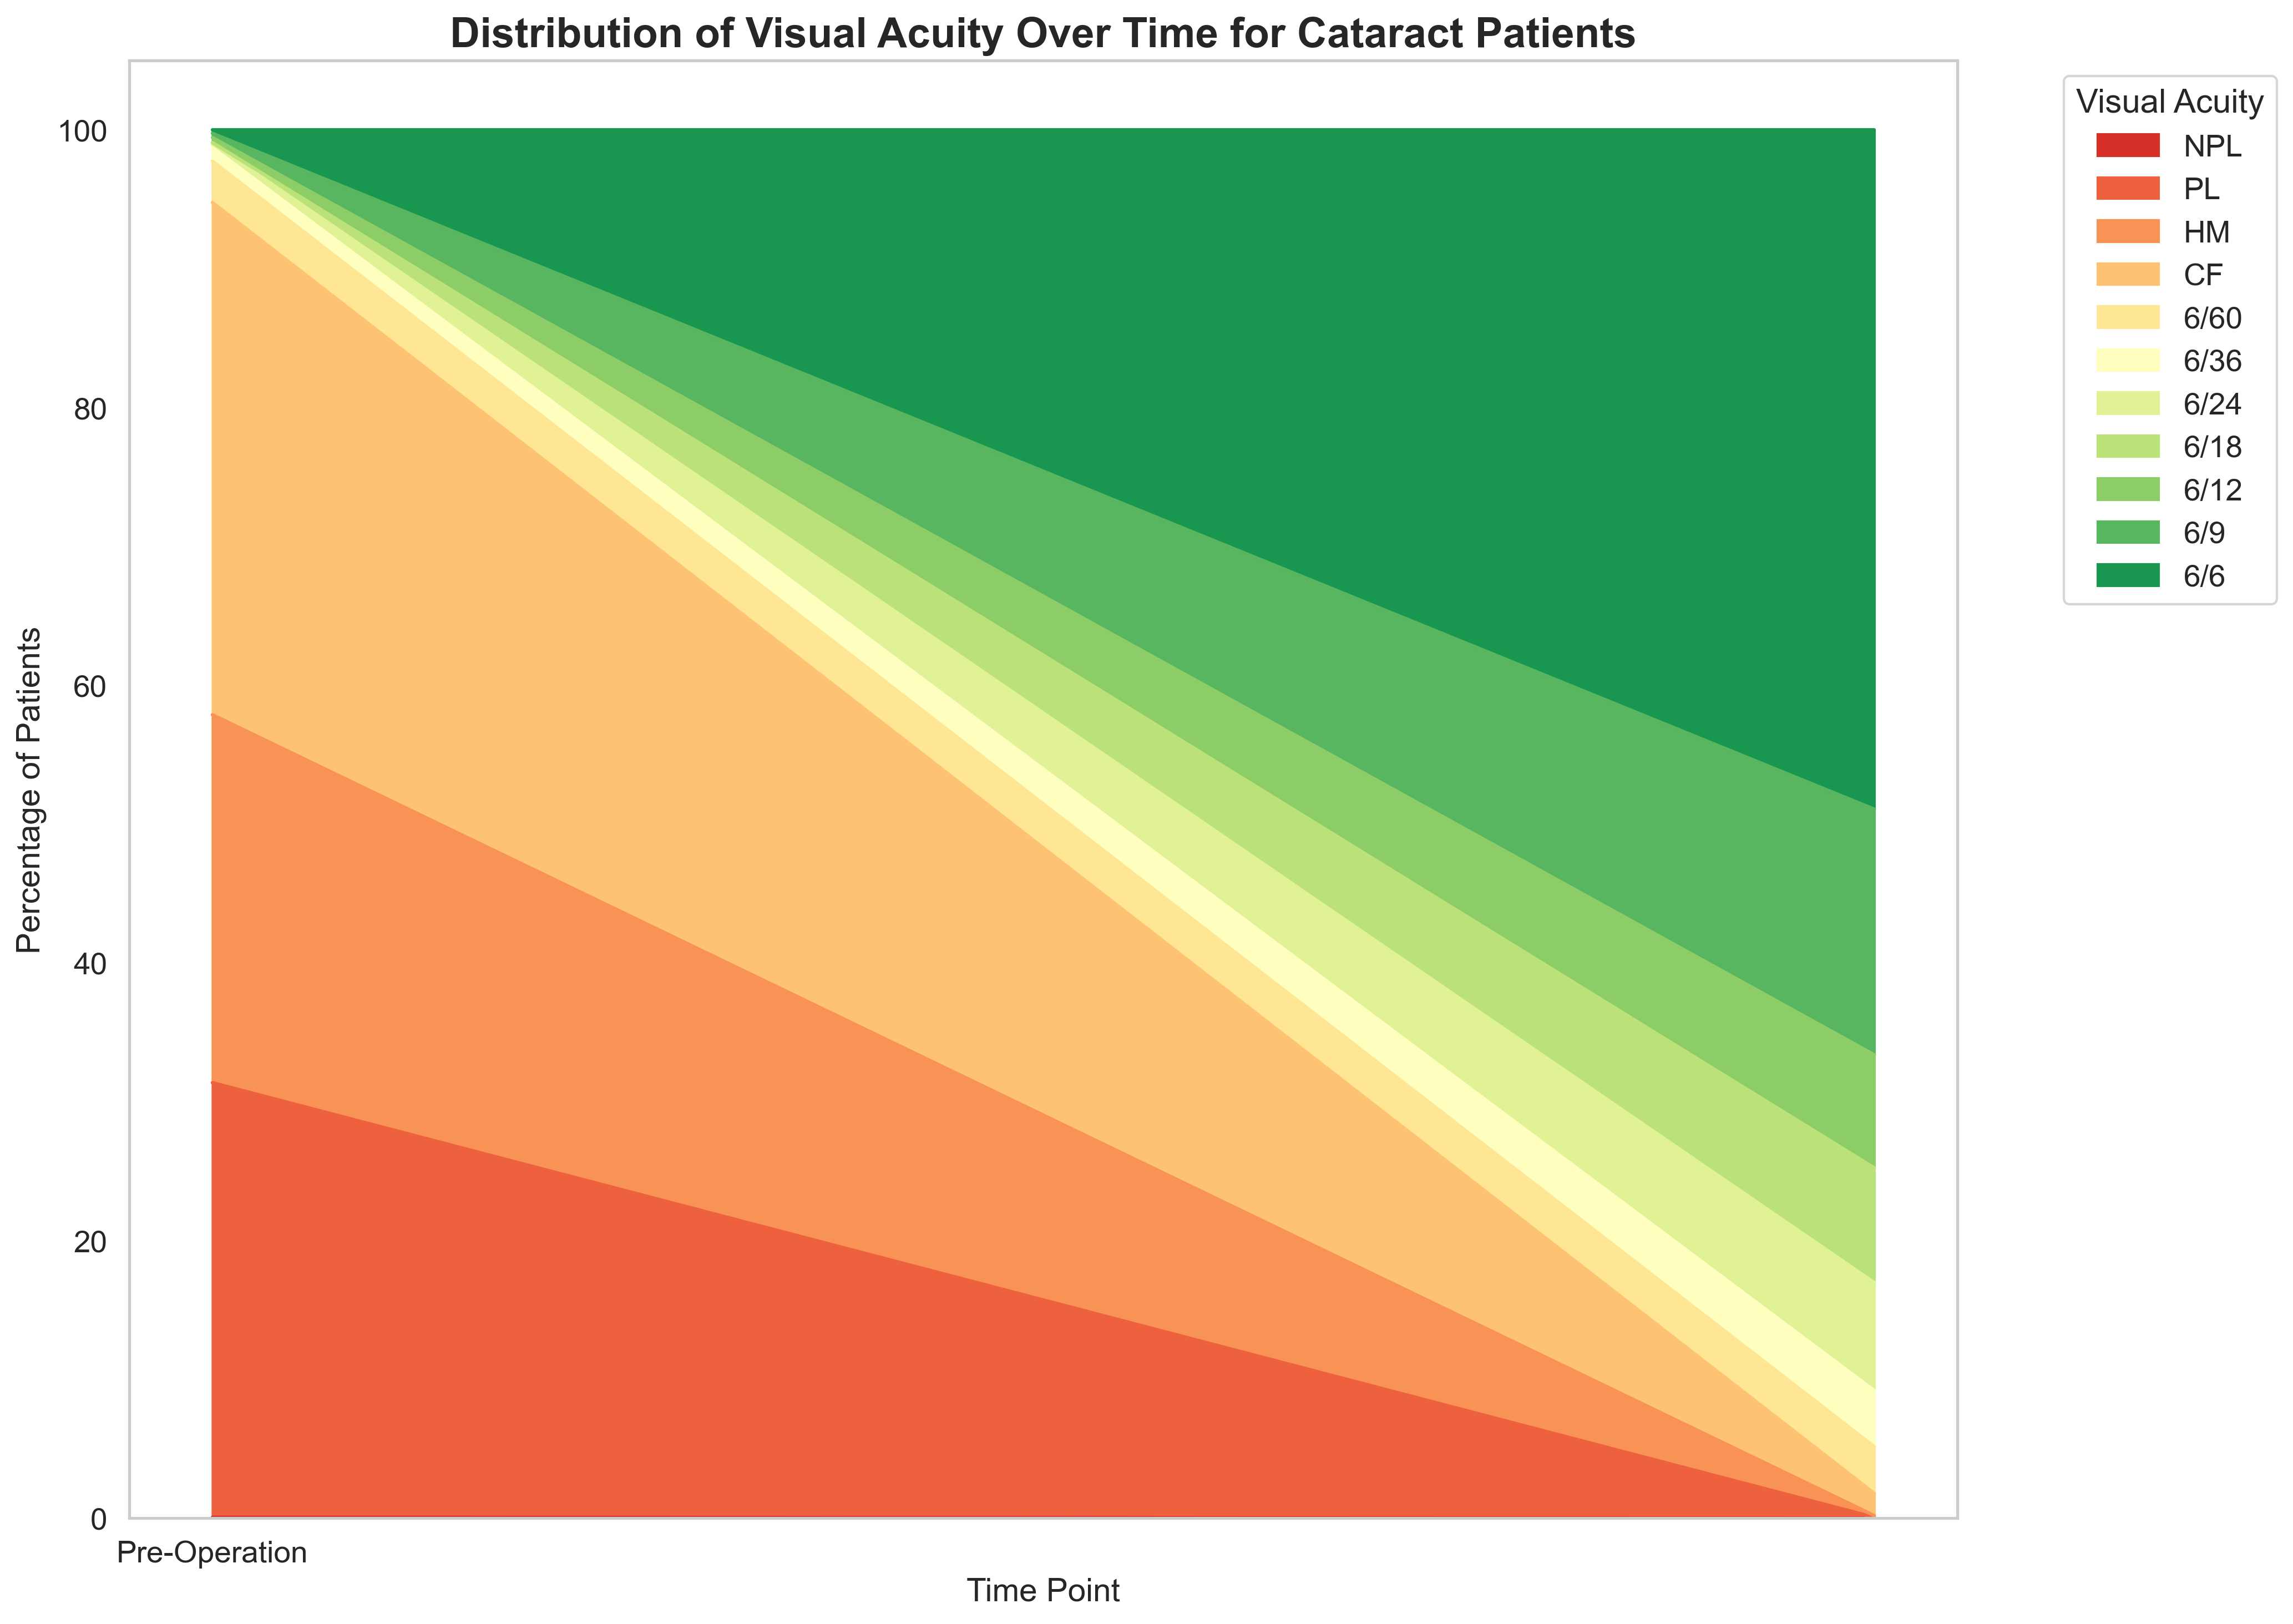 Distribution of Visual Acuity Over Time for Cataract Patients
Percentage of Patients
100
80
60
40
20
0
Pre-Operation
Time Point
Visual Acuity
NPL
PL
HM
CF
6/60
6/36
6/24
6/18
6/12
6/9
6/6